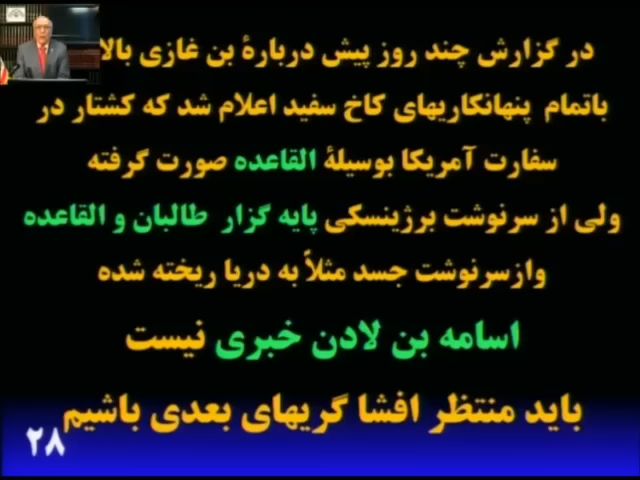 در گزارش چند روز پیش دربارهٔ بن غازی بالا
باتمام پنهانکاریهای کاخ سفید اعلام شد که کشتار در
سفارت آمریکا بوسیلهٔ القاعده صورت گرفته
ولی از سرنوشت برژینسکی پایه گزار طالبان و القاعده
وازسرنوشت جسد مثلاً به دریا ریخته شده
اسامه بن لادن خبری نیست
باید منتظر افشا گریهای بعدی باشیم
۲۸